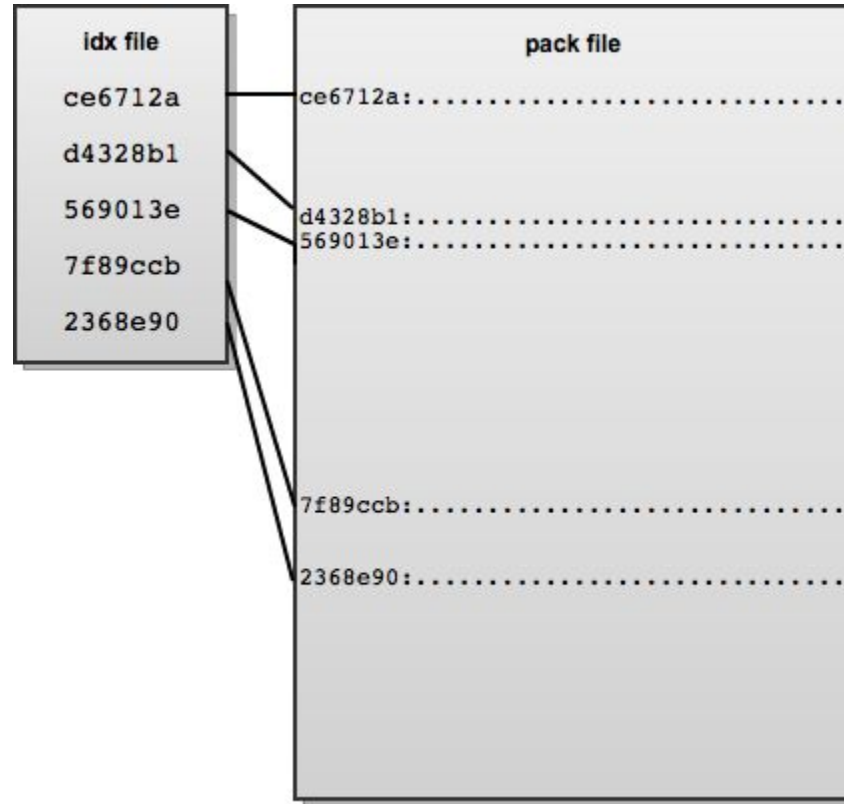 idx file
ce6712a
d4328b1
569013e
7f89ccb
2368e90
pack file
ce6712a:..............................
d4328b1:..............................
569013e:..............................
7f89ccb:..............................
2368e90:..............................